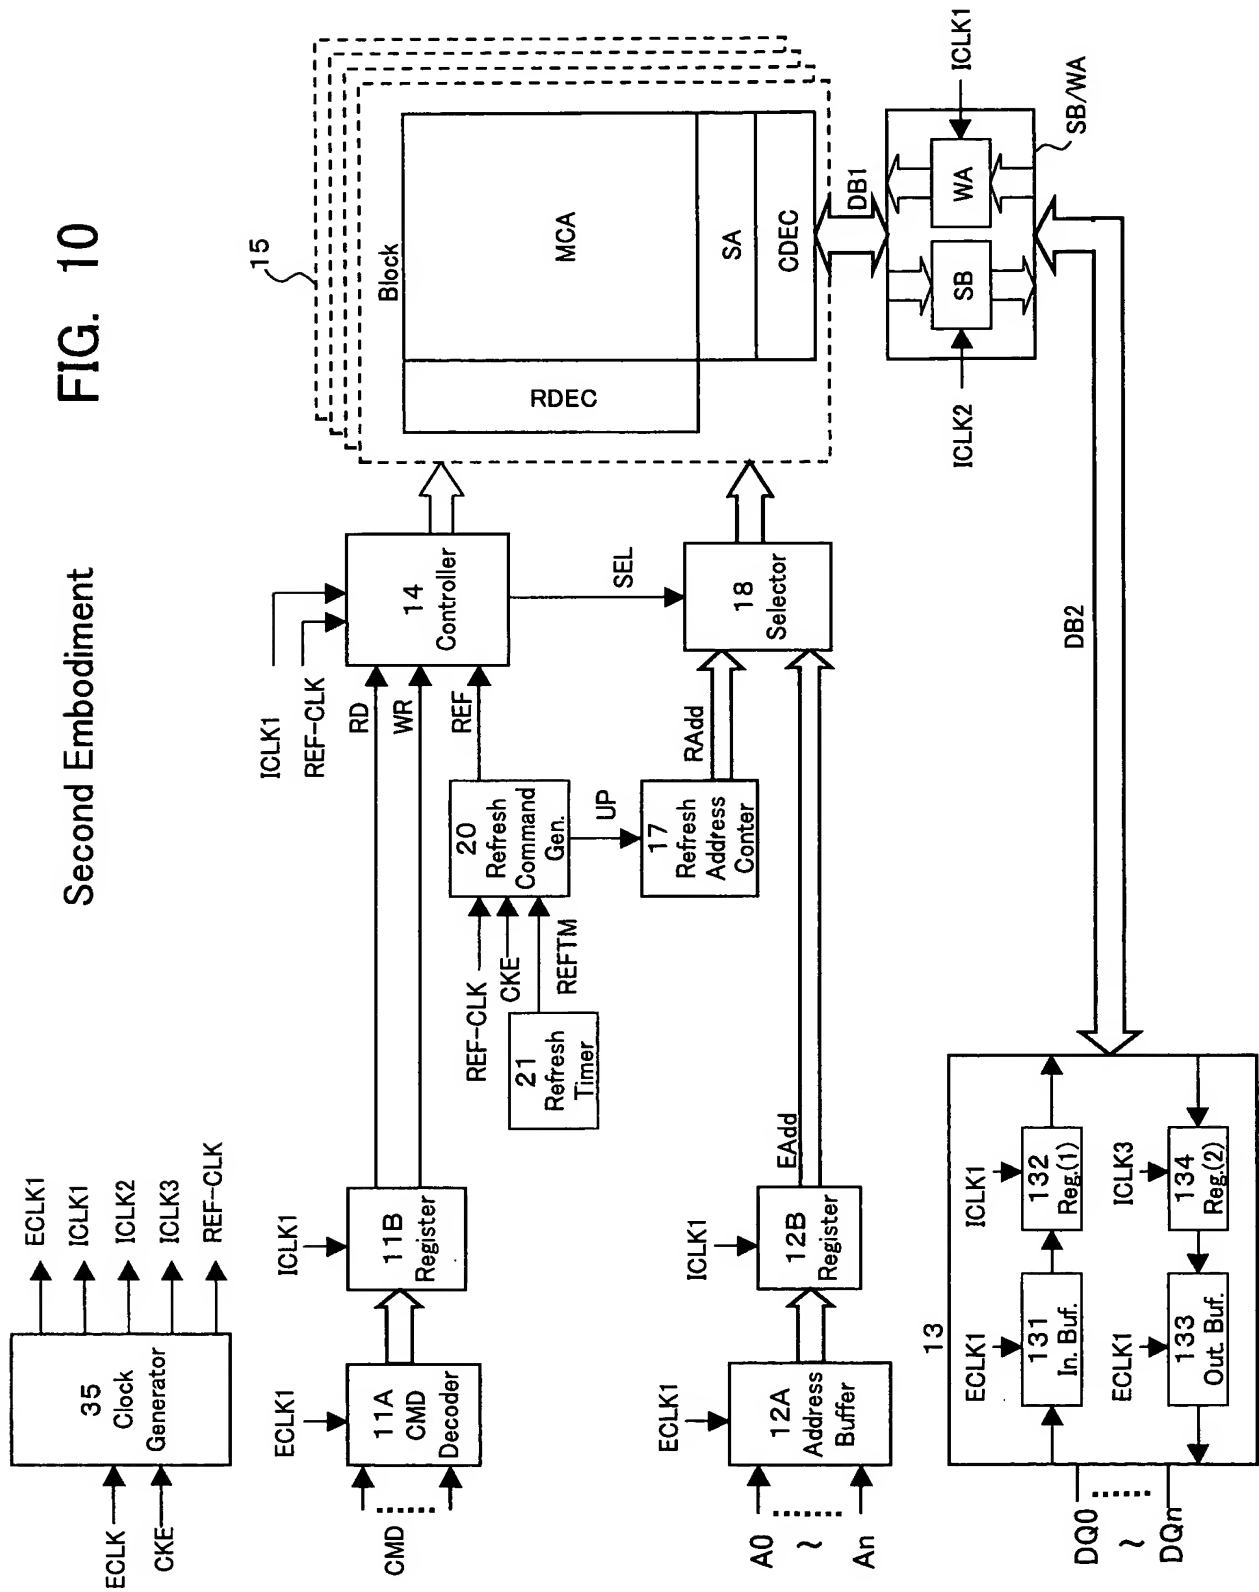 Second Embodiment
FIG. 10
ECLK
CKE
35
Clock
Generator
ECLK1
ICLK1
ICLK2
ICLK3
REF-CLK
CMD
ECLK1
11A
CMD
Decoder
ICLK1
11B
Register
RD
WR
REF
ICLK1
REF-CLK
14
Controller
SEL
REF-CLK
CKE
REFTM
21
Refresh
Timer
20
Refresh
Command
Gen.
UP
17
Refresh
Address
Conter
RAdd
18
Selector
A0
~
An
ECLK1
12A
Address
Buffer
ICLK1
12B
Register
EAdd
15
Block
MCA
RDEC
SA
CDEC
DB1
ICLK2
SB
WA
ICLK1
SB/WA
DB2
13
DQ0
~
DQn
ECLK1
131
In. Buf.
ICLK1
132
Reg.(1)
ECLK1
133
Out. Buf.
ICLK3
134
Reg.(2)